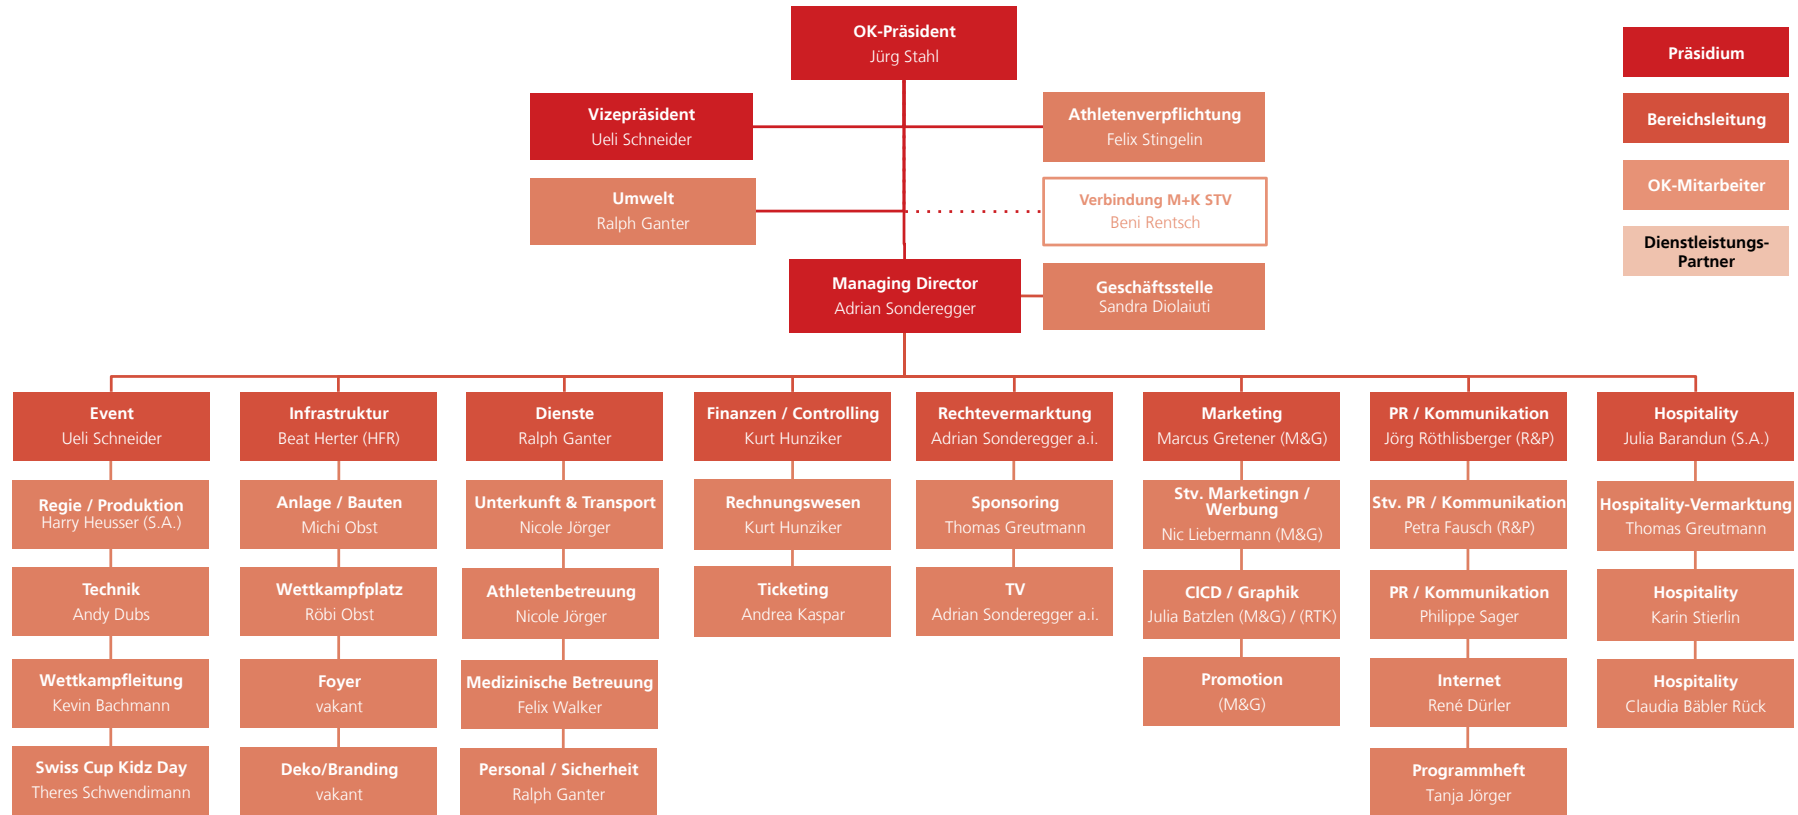 OK-Präsident
Jürg Stahl
Präsidium
Vizepräsident
Ueli Schneider
Athletenverpflichtung
Felix Stingelin
Bereichsleitung
Umwelt
Ralph Ganter
Verbindung M+K STV
Beni Rentsch
OK-Mitarbeiter
Dienstleistungs-
Partner
Managing Director
Adrian Sonderegger
Geschäftsstelle
Sandra Diolaiuti
Event
Ueli Schneider
Regie / Produktion
Harry Heusser (S.A.)
Technik
Andy Dubs
Wettkampfleitung
Kevin Bachmann
Swiss Cup Kidz Day
Theres Schwendimann
Infrastruktur
Beat Herter (HFR)
Anlage / Bauten
Michi Obst
Wettkampfplatz
Röbi Obst
Foyer
vakant
Deko/Branding
vakant
Dienste
Ralph Ganter
Unterkunft & Transport
Nicole Jörger
Athletenbetreuung
Nicole Jörger
Medizinische Betreuung
Felix Walker
Personal / Sicherheit
Ralph Ganter
Finanzen / Controlling
Kurt Hunziker
Rechnungswesen
Kurt Hunziker
Ticketing
Andrea Kaspar
Rechtevermarktung
Adrian Sonderegger a.i.
Sponsoring
Thomas Greutmann
TV
Adrian Sonderegger a.i.
Marketing
Marcus Gretener (M&G)
Stv. Marketingn /
Werbung
Nic Liebermann (M&G)
CICD / Graphik
Julia Batzlen (M&G) / (RTK)
Promotion
(M&G)
PR / Kommunikation
Jörg Röthlisberger (R&P)
Stv. PR / Kommunikation
Petra Fausch (R&P)
PR / Kommunikation
Philippe Sager
Internet
René Dürler
Programmheft
Tanja Jörger
Hospitality
Julia Barandun (S.A.)
Hospitality-Vermarktung
Thomas Greutmann
Hospitality
Karin Stierlin
Hospitality
Claudia Bäbler Rück